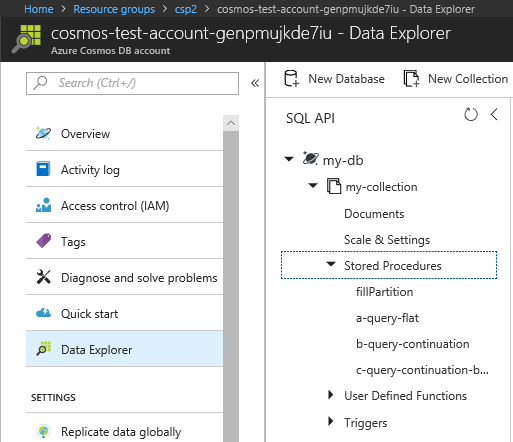 Home > Resource groups > csp2 > cosmos-test-account-genpmujkde7iu - Data Explorer
cosmos-test-account-genpmujkde7iu - Data Explorer
Azure Cosmos DB account
Search (Ctrl+/)
Overview
Activity log
Access control (IAM)
Tags
Diagnose and solve problems
Quick start
Data Explorer
SETTINGS
Replicate data globally
New Database New Collection
SQL API
my-db
my-collection
Documents
Scale & Settings
Stored Procedures
fillPartition
a-query-flat
b-query-continuation
c-query-continuation-b...
User Defined Functions
Triggers